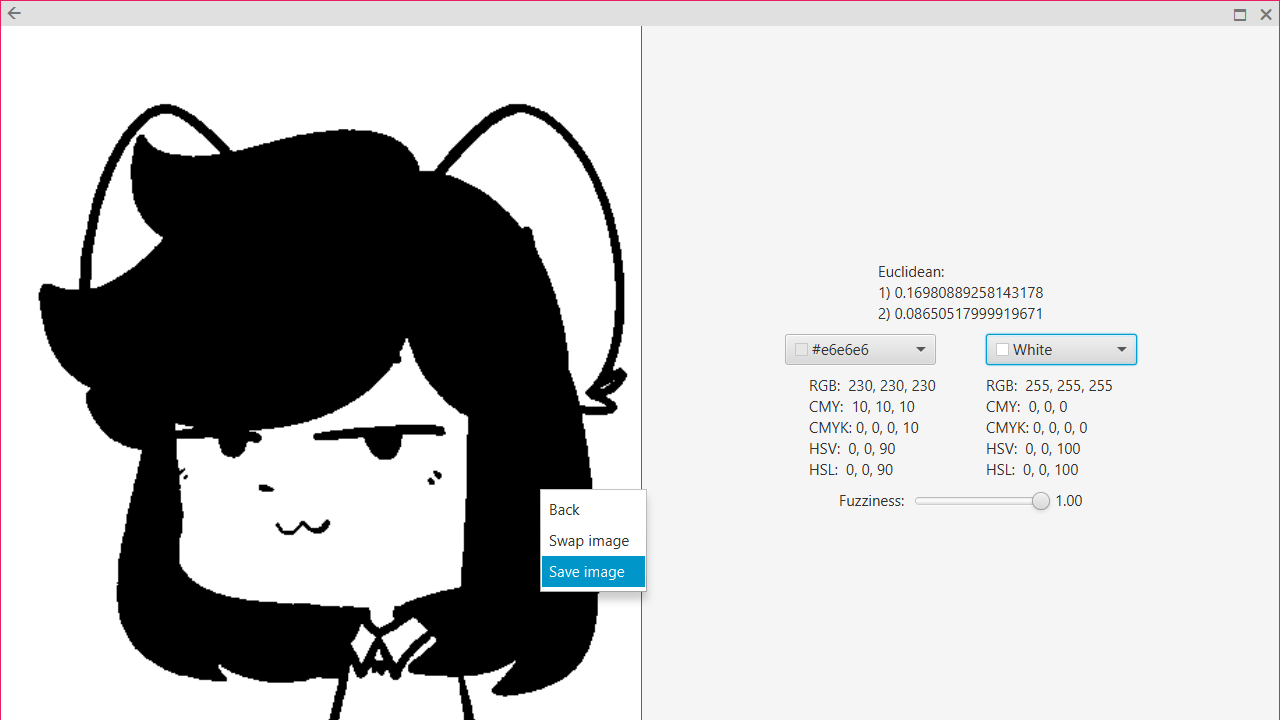 Euclidean:
1) 0.16980889258143178
2) 0.08650517999919671
#e6e6e6
White
RGB: 230, 230, 230
CMY: 10, 10, 10
CMYK: 0, 0, 0, 10
HSV: 0, 0, 90
HSL: 0, 0, 90
RGB: 255, 255, 255
CMY: 0, 0, 0
CMYK: 0, 0, 0, 0
HSV: 0, 0, 100
HSL: 0, 0, 100
Fuzziness: 1.00
Back
Swap image
Save image